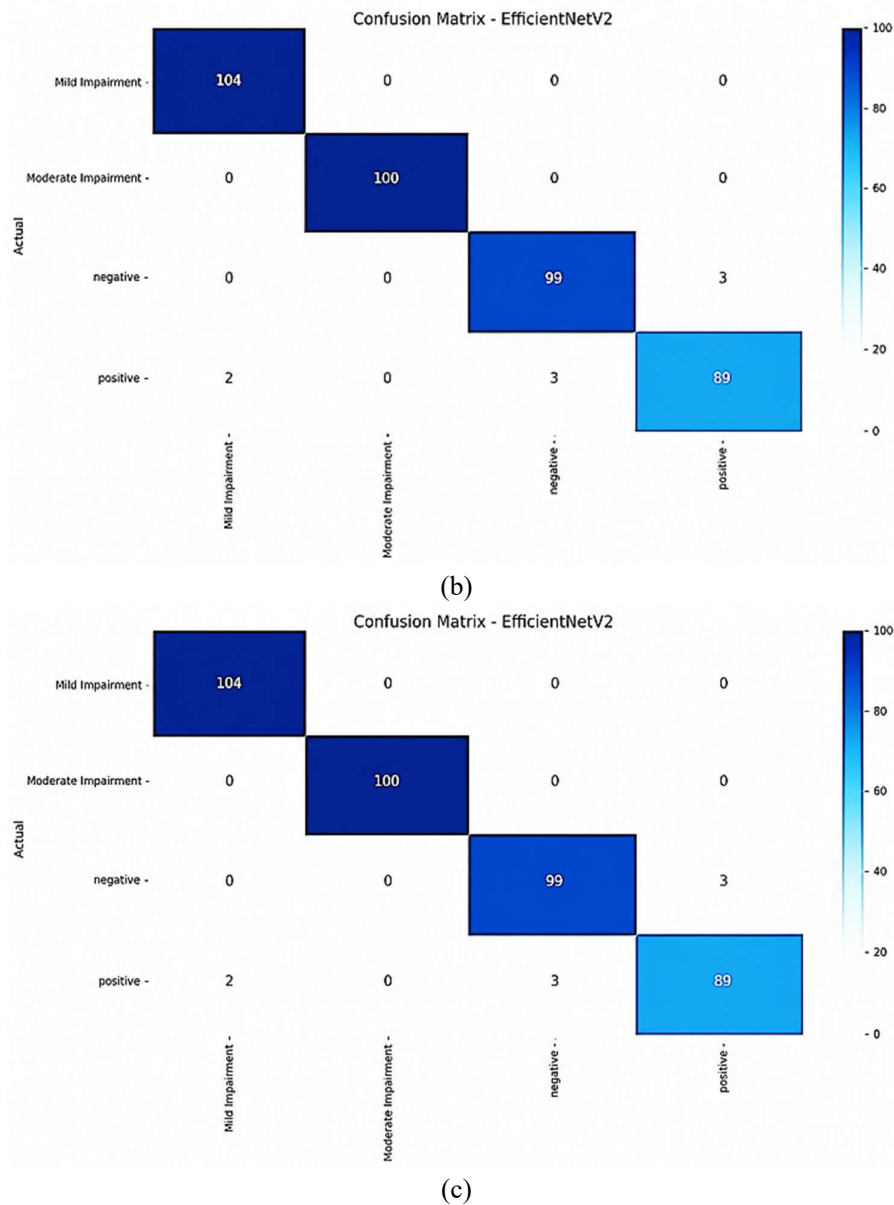 Confusion Matrix - EfficientNetV2
Mild Impairment - 104 0 0 0
Moderate Impairment - 0 100 0 0
negative - 0 0 99 3
positive - 2 0 3 89
Actual
Mild Impairment -
Moderate Impairment -
negative -
positive -
- 100
- 80
- 60
- 40
- 20
- 0
(b)
Confusion Matrix - EfficientNetV2
Mild Impairment - 104 0 0 0
Moderate Impairment - 0 100 0 0
negative - 0 0 99 3
positive - 2 0 3 89
Actual
Mild Impairment -
Moderate Impairment -
negative -
positive -
- 100
- 80
- 60
- 40
- 20
- 0
(c)